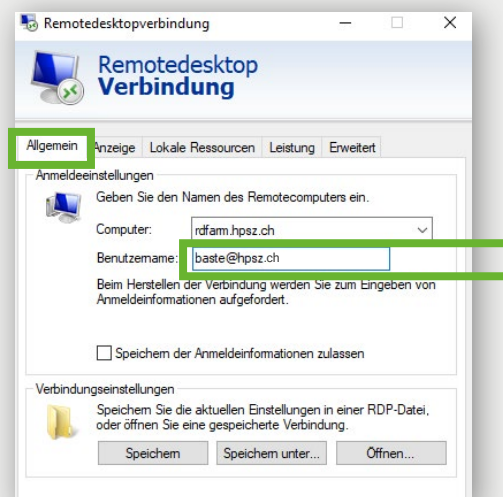 Remotedesktopverbindung
Remotedesktop
Verbindung
Allgemein Anzeige Lokale Ressourcen Leistung Erweitert
Anmeldeeinstellungen
Geben Sie den Namen des Remotecomputers ein.
Computer: rdfarm.hpsz.ch
Benutzername: baste@hpsz.ch
Beim Herstellen der Verbindung werden Sie zum Eingeben von
Anmeldeinformationen aufgefordert.
Speichern der Anmeldeinformationen zulassen
Verbindungseinstellungen
Speichern Sie die aktuellen Einstellungen in einer RDP-Datei,
oder öffnen Sie eine gespeicherte Verbindung.
Speichern Speichern unter... Öffnen...